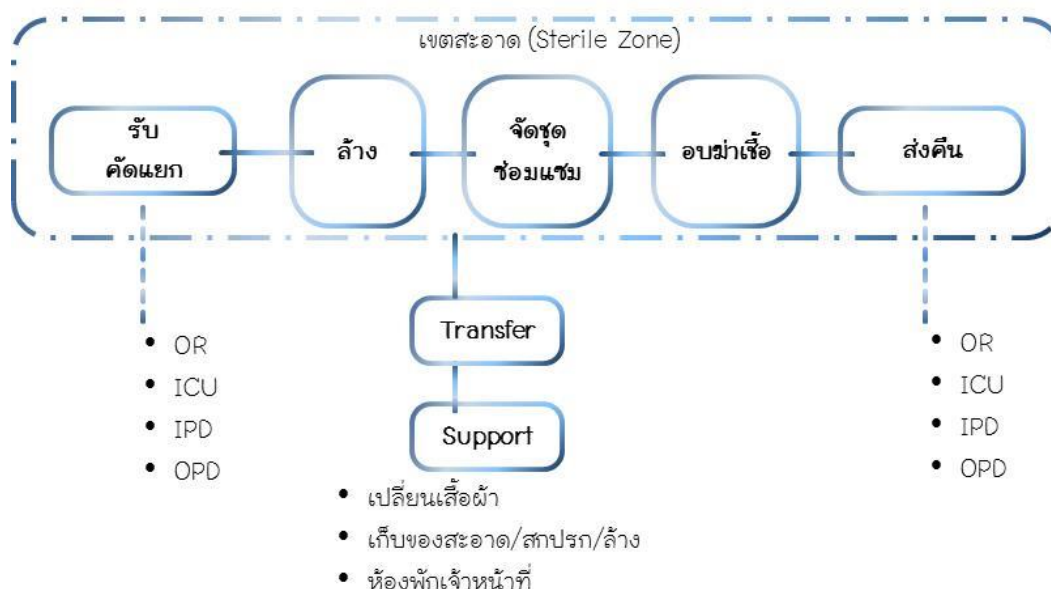 เขตสะอาด (Sterile Zone)
รับ
คัดแยก
ล้าง
จัดชุด
ซ่อมแซม
อบฆ่าเชื้อ
ส่งคืน
Transfer
Support
• OR
• ICU
• IPD
• OPD
• เปลี่ยนเสื้อผ้า
• เก็บของสะอาด/สกปรก/ล้าง
• ห้องพักเจ้าหน้าที่
• OR
• ICU
• IPD
• OPD